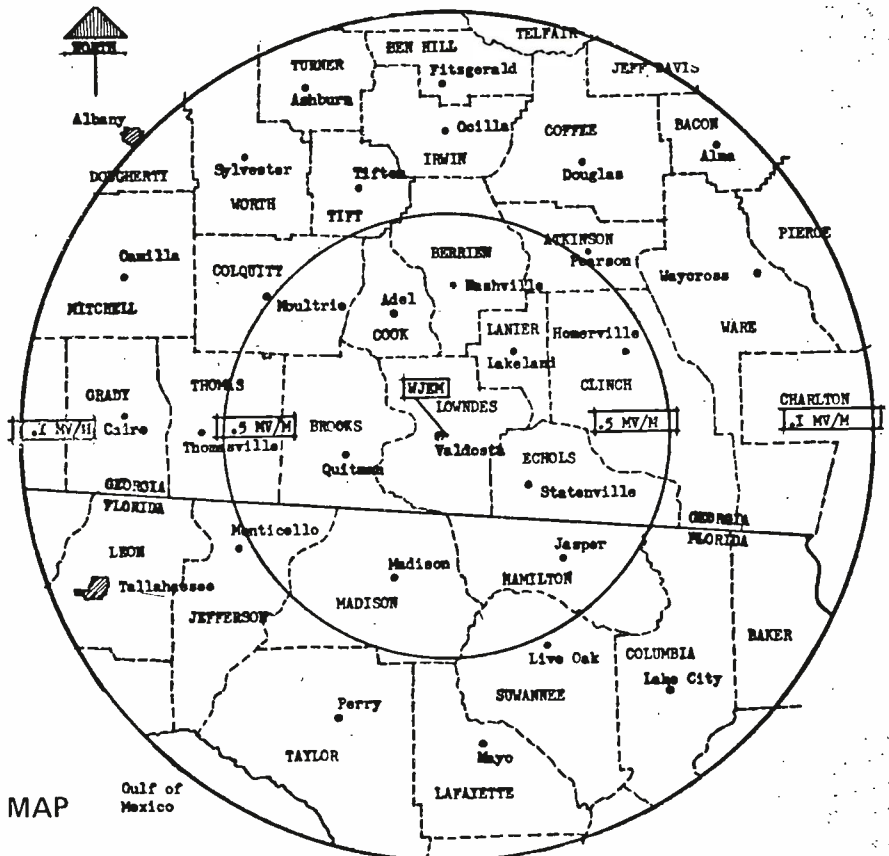 NORTH
TELFAIR
BEN HILL
TURNER
Fitzgerald
JEFF DAVIS
Ashburn
Albany
Ocilla
COFFEE
BACON
Alma
IRWIN
Sylvester
Tifton
Douglas
DOUGHERTY
WORTH
TIFT
PIERCE
ATKINSON
Camilla
COLQUITY
BERRIEN
Pearson
Waycross
Nashville
MITCHELL
Moultrie
Adel
COOK
LANIER
Homerville
WARE
Lakeland
GRADY
THOMAS
WJEM
CLINCH
CHARLTON
LOWNDES
.1 MV/M
Cairo
.5 MV/M
BROOKS
.5 MV/M
.1 MV/M
Thomasville
Valdosta
Quitman
ECHOLS
Statenville
GEORGIA
FLORIDA
GEORGIA
FLORIDA
Monticello
LEON
Jasper
Madison
HAMILTON
Tallahassee
MADISON
JEFFERSON
BAKER
Live Oak
COLUMBIA
Lake City
SUWANNEE
Perry
Mayo
TAYLOR
LAFAYETTE
Gulf of
Mexico
MAP